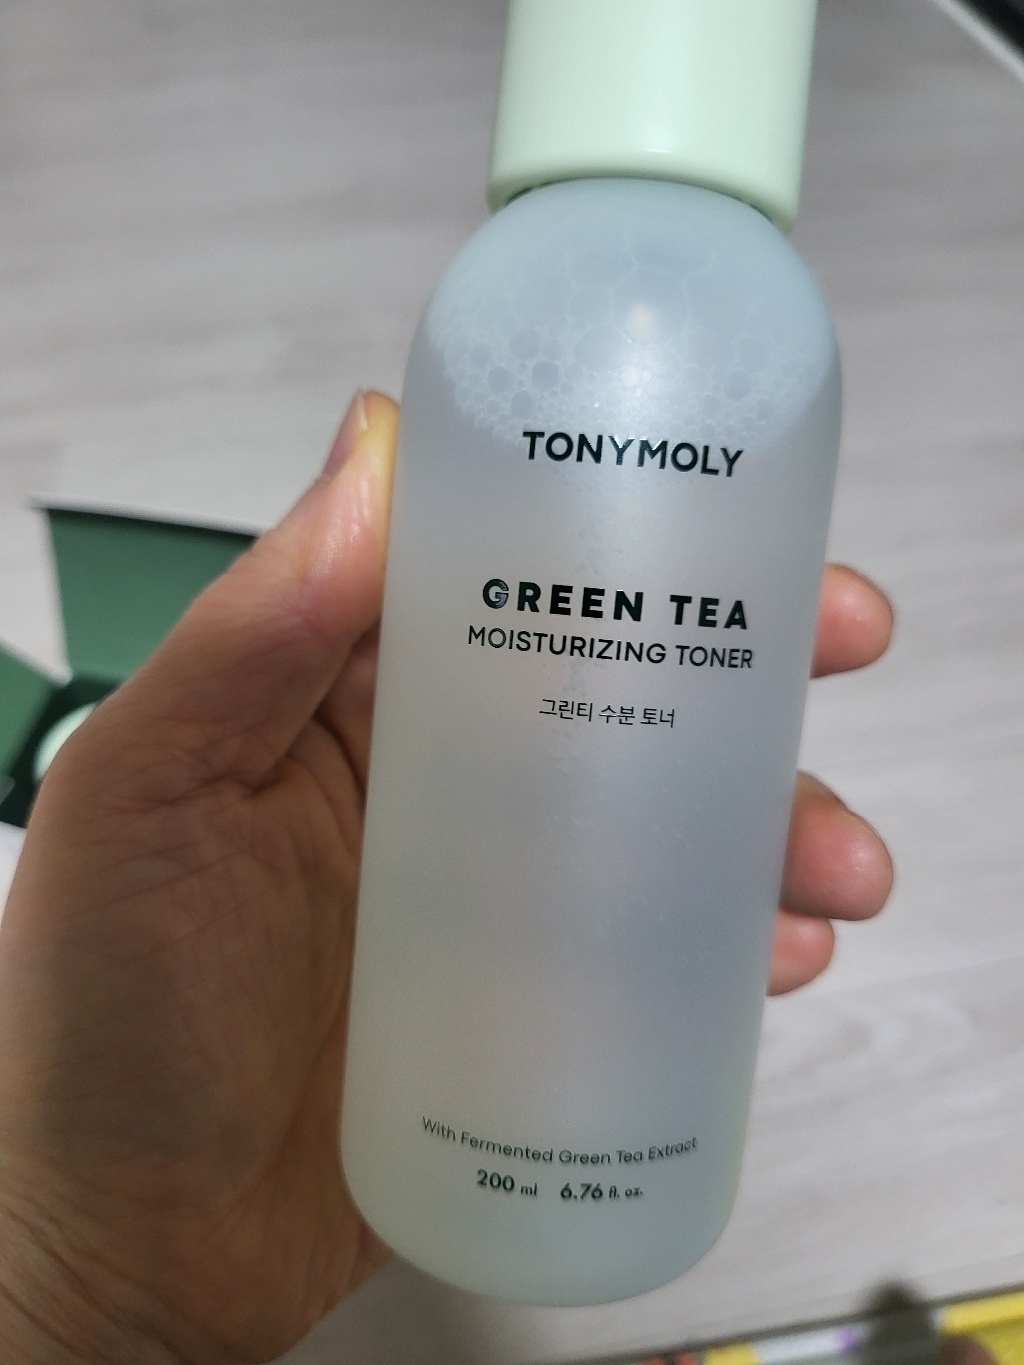 TONYMOLY
GREEN TEA
MOISTURIZING TONER
그린티 수분 토너
With Fermented Green Tea Extract
200 ml 6.76 fl. oz.